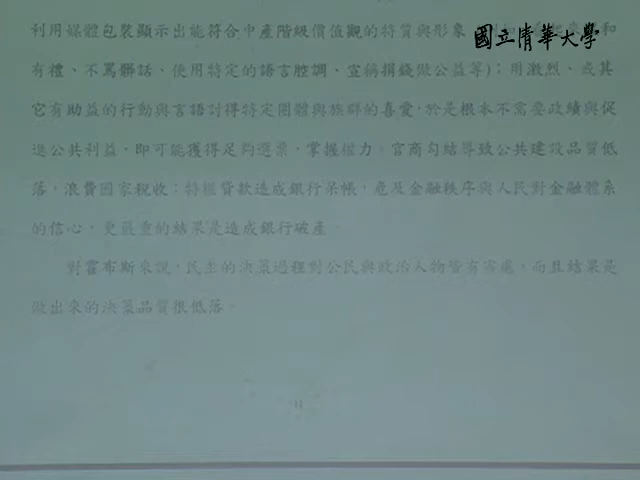 國立清華大學
利用媒體包裝顯示出能符合中產階級價值觀的特質與形象 和
有禮、不罵髒話、使用特定的語言腔調、宣稱捐錢做公益等)；用激烈、或其
它有助益的行動與言語討得特定團體與族群的喜愛，於是根本不需要政績與促
進公共利益，即可能獲得足夠選票，掌握權力。官商勾結導致公共建設品質低
落，浪費國家稅收；特權貸款造成銀行呆帳，危及金融秩序與人民對金融體系
的信心，更嚴重的結果是造成銀行破產。
對霍布斯來說，民主的決策過程對公民與政治人物皆有害處，而且結果是
做出來的決策品質很低落。